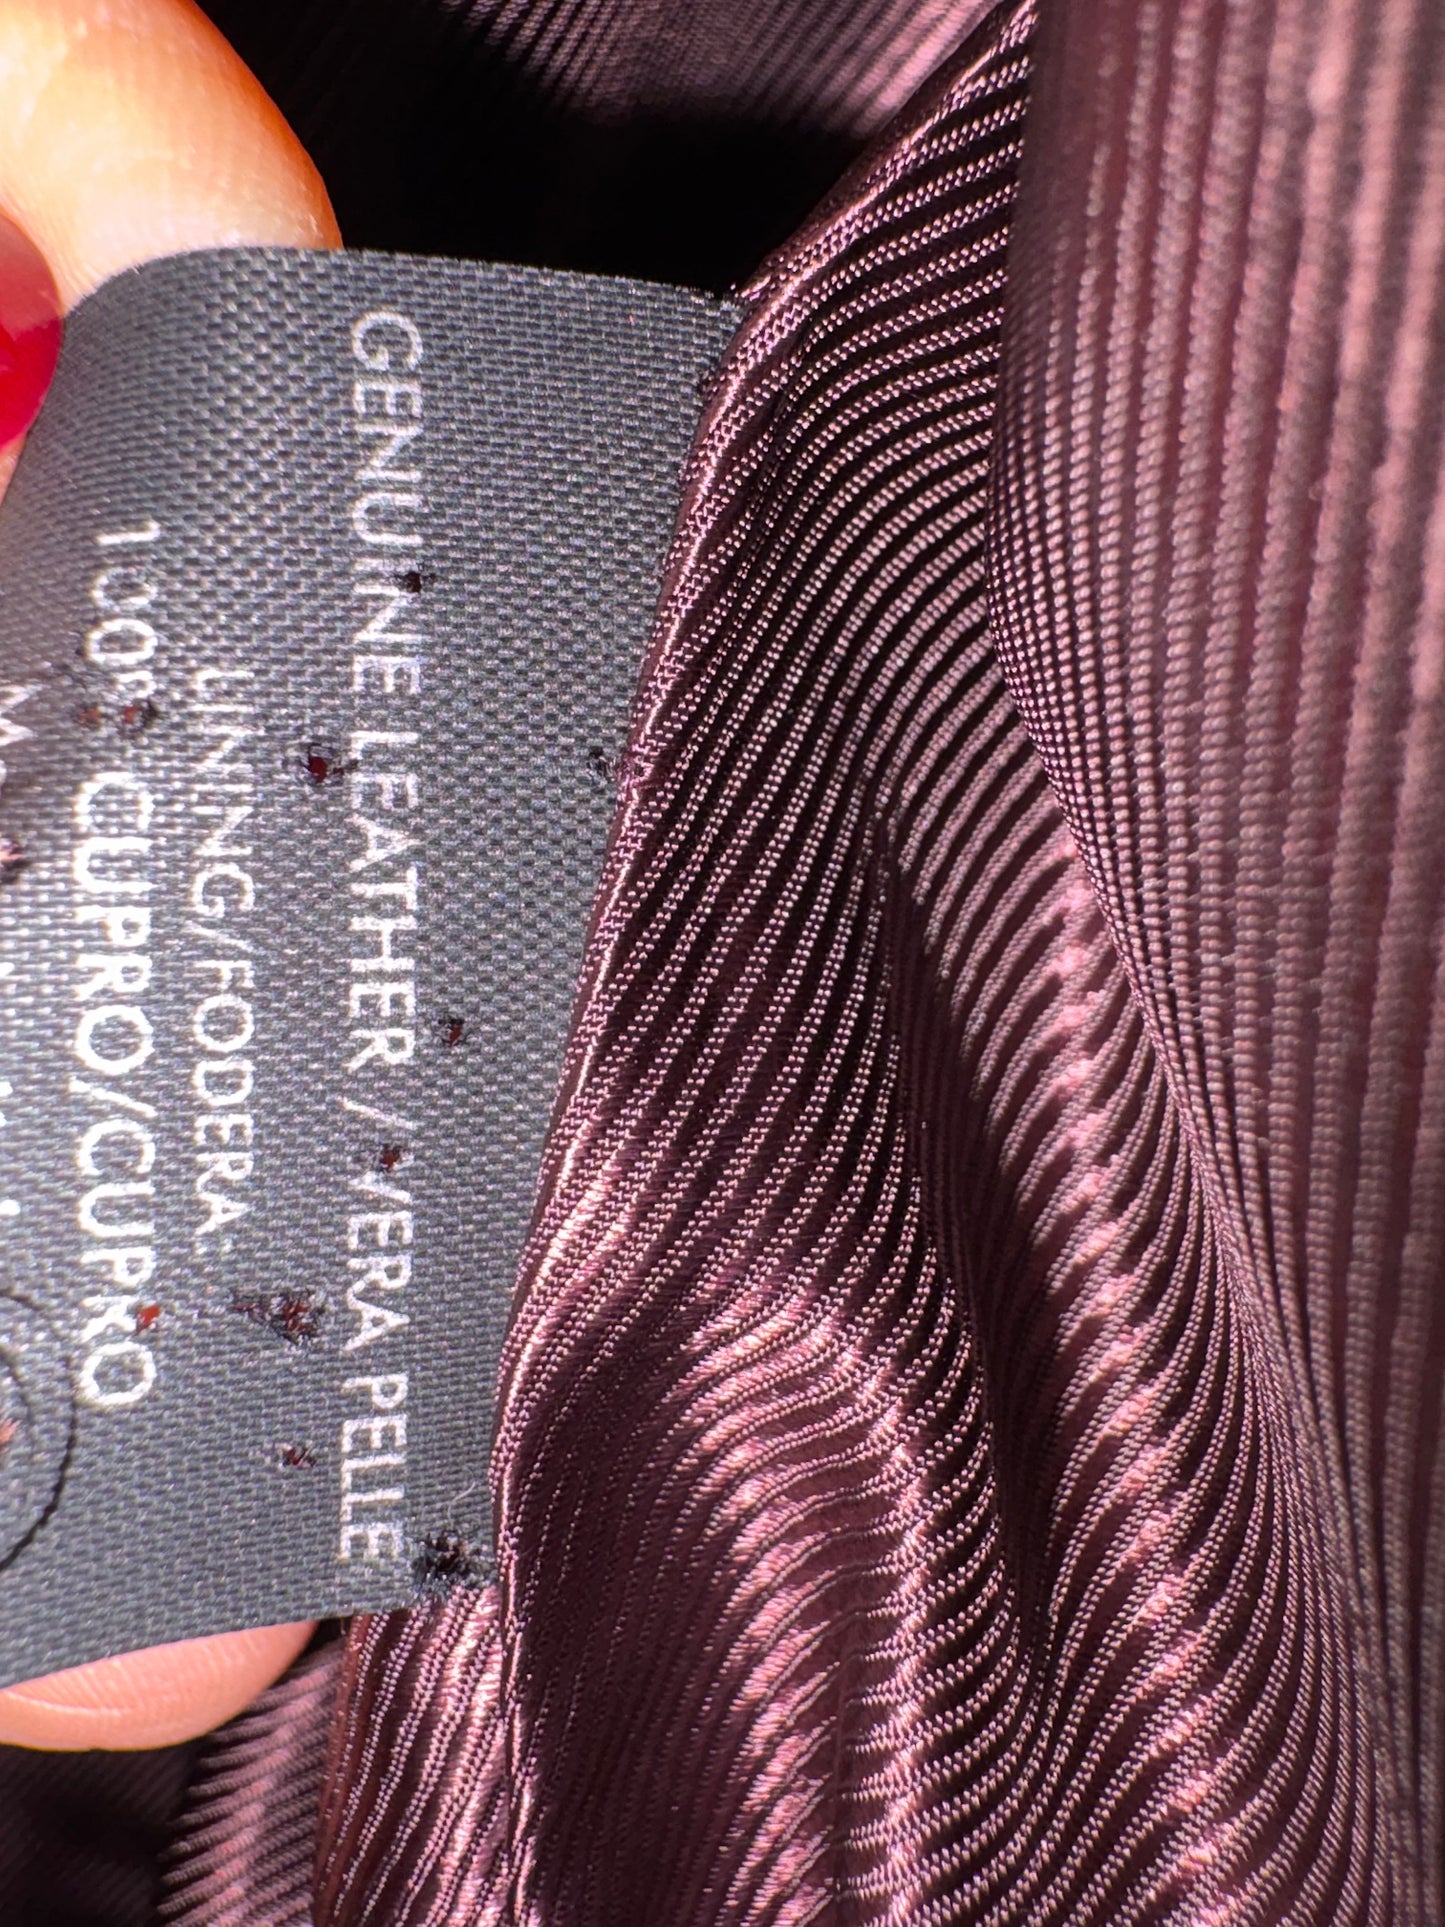 GENUINE LEATHER / VERA PELLE
LINING/FODERA:
100% CUPRO/CUPRO